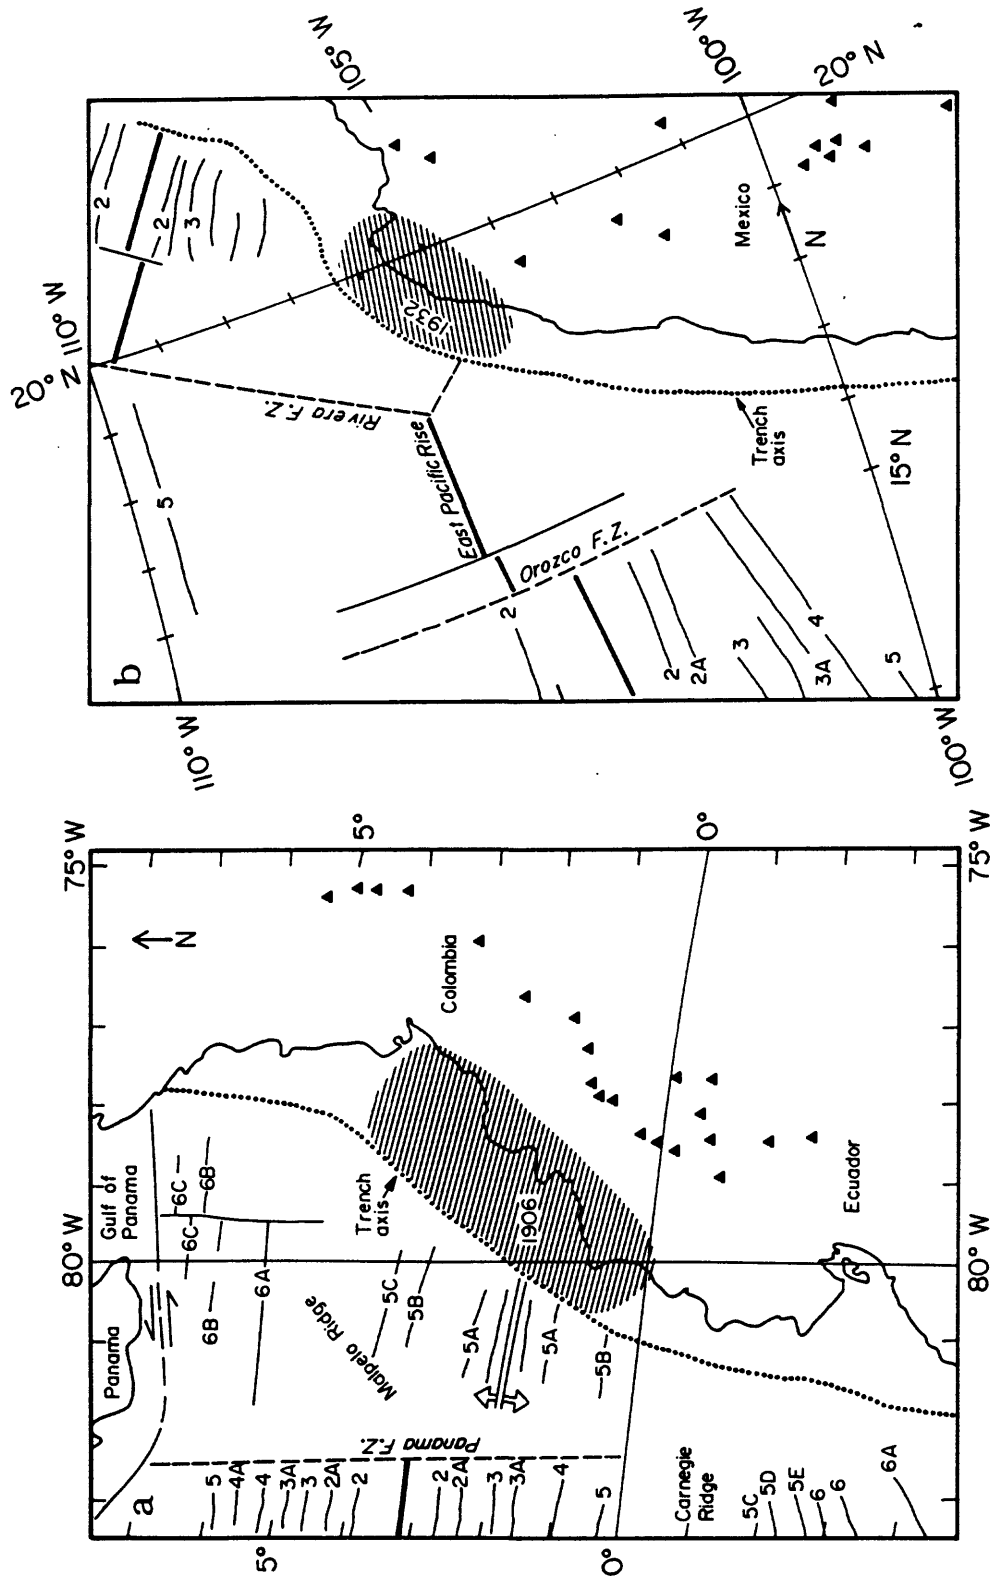 a
75° W
80° W
5°
0°
5°
0°
75° W
80° W
N
Gulf of
Panama
Panama
Panama F.Z.
Malpelo Ridge
Trench
axis
Colombia
Ecuador
Carnegie
Ridge
1906
6C
6C
6B
6B
6A
5C
5B
5A
5A
5B
5
4A
4
3A
3
2A
2
2
2A
3
3A
4
5
5C
5D
5E
6
6
6A
b
110° W
20° N
110° W
105° W
100° W
20° N
100° W
15° N
N
Mexico
Trench
axis
East Pacific Rise
Rivera F.Z.
Orozco F.Z.
1932
5
2
2
3
2
2
2A
3
3A
4
5